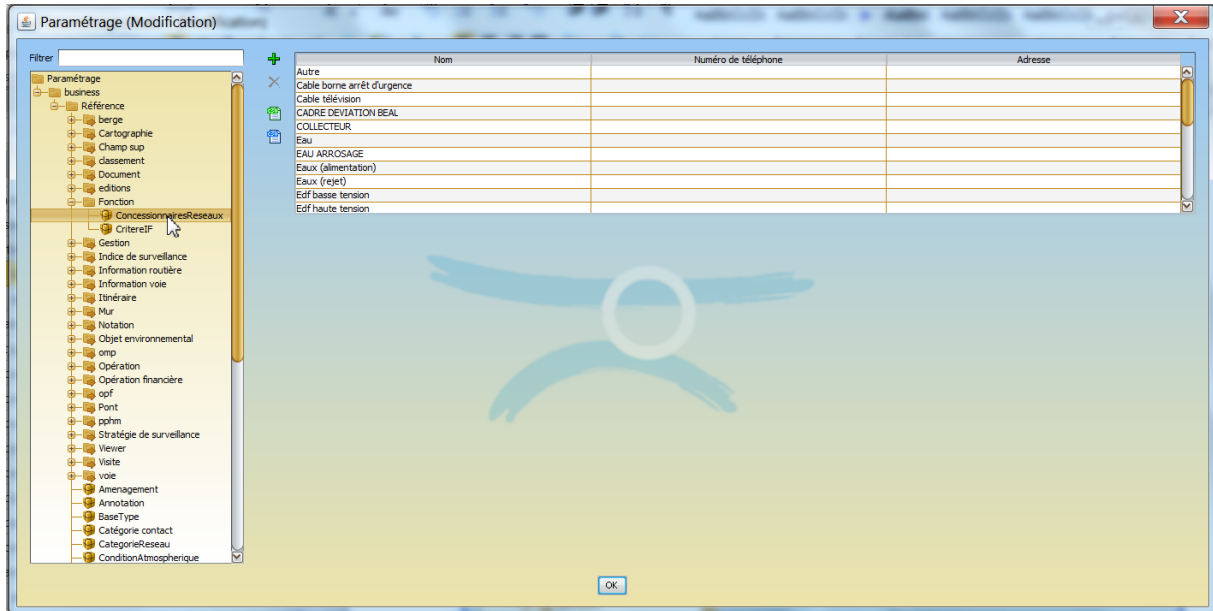 Paramétrage (Modification)
X
Filtrer
Paramétrage
business
Référence
berge
Cartographie
Champ sup
classement
Document
editions
Fonction
ConcessionnairesReseaux
CritereIF
Gestion
Indice de surveillance
Information routière
Information voie
Itinéraire
Mur
Notation
Objet environnemental
omp
Opération
Opération financière
opf
Pont
pphm
Stratégie de surveillance
Viewer
Visite
voie
Amenagement
Annotation
BaseType
Catégorie contact
CategorieReseau
ConditionAtmospherique
Nom Numéro de téléphone Adresse
Autre
Cable borne arrêt d'urgence
Cable télévision
CADRE DEVIATION BEAL
COLLECTEUR
Eau
EAU ARROSAGE
Eaux (alimentation)
Eaux (rejet)
Edf basse tension
Edf haute tension
OK